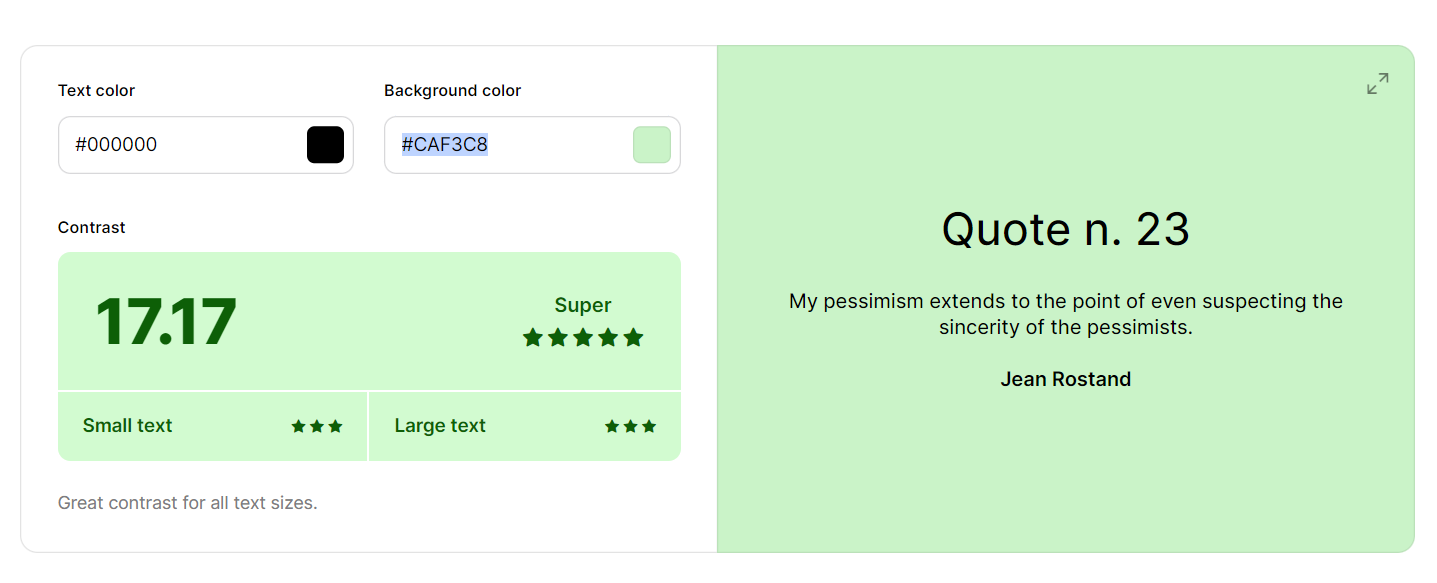 Text color
#000000
Background color
#CAF3C8
Contrast
17.17
Super
Small text
Large text
Great contrast for all text sizes.
Quote n. 23
My pessimism extends to the point of even suspecting the
sincerity of the pessimists.
Jean Rostand